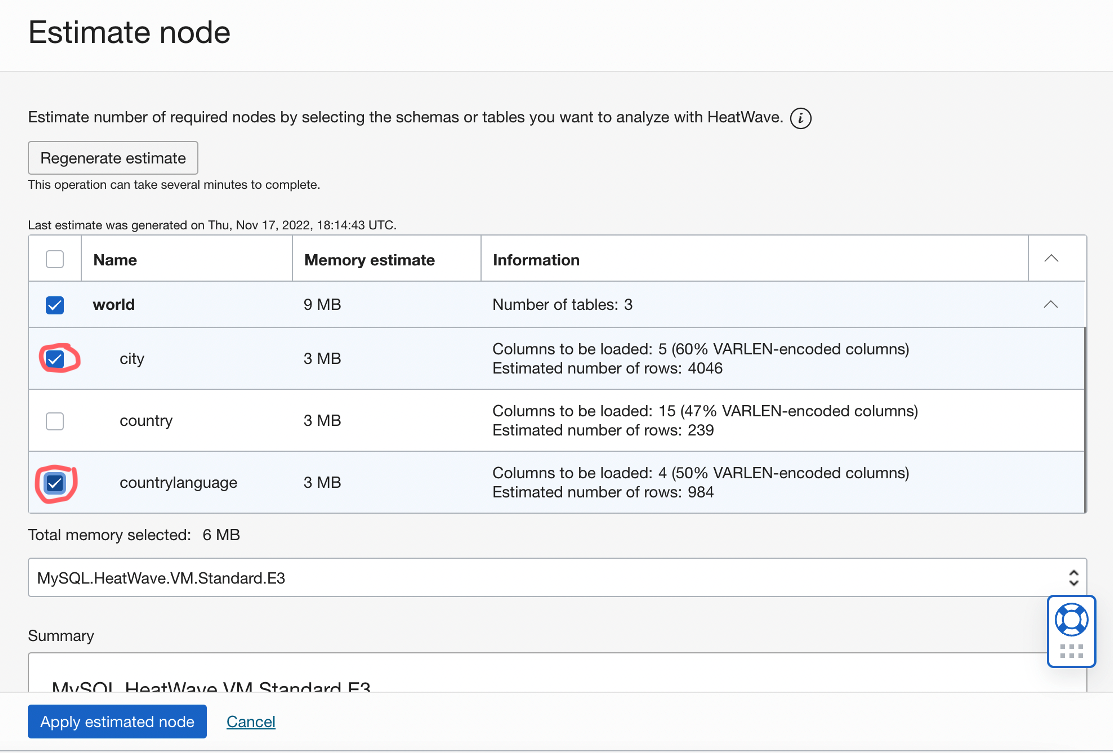 Estimate node
Estimate number of required nodes by selecting the schemas or tables you want to analyze with HeatWave. i
Regenerate estimate
This operation can take several minutes to complete.
Last estimate was generated on Thu, Nov 17, 2022, 18:14:43 UTC.
Name Memory estimate Information
world 9 MB Number of tables: 3
city 3 MB Columns to be loaded: 5 (60% VARLEN-encoded columns)
Estimated number of rows: 4046
country 3 MB Columns to be loaded: 15 (47% VARLEN-encoded columns)
Estimated number of rows: 239
countrylanguage 3 MB Columns to be loaded: 4 (50% VARLEN-encoded columns)
Estimated number of rows: 984
Total memory selected: 6 MB
MySQL.HeatWave.VM.Standard.E3
Summary
MySQL.HeatWave.VM.Standard.E3
Apply estimated node Cancel